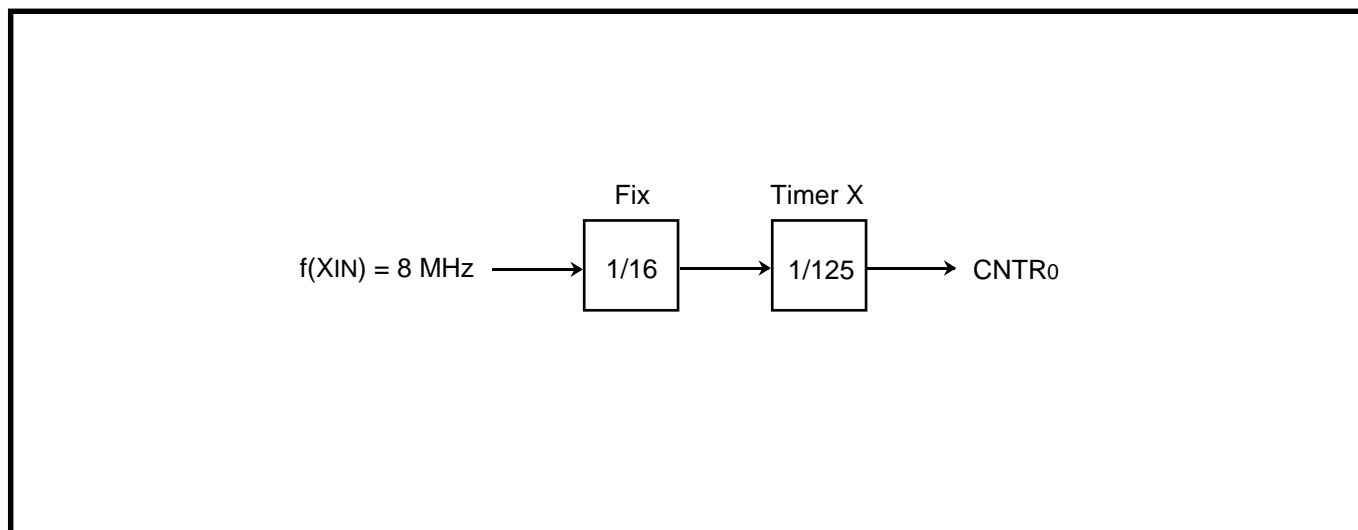 Fix Timer X
f(XIN) = 8 MHz 1/16 1/125 CNTR0